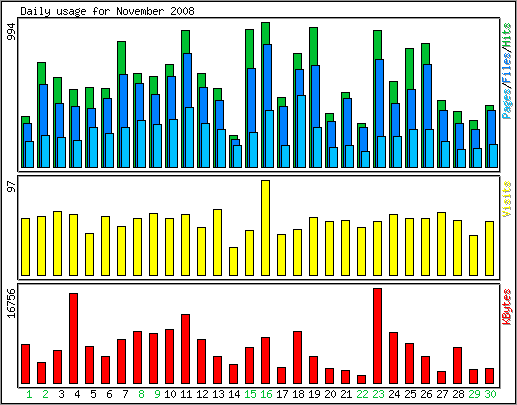 Daily usage for November 2008
994
Pages/Files/Hits
97
Visits
16756
KBytes
1 2 3 4 5 6 7 8 9 10 11 12 13 14 15 16 17 18 19 20 21 22 23 24 25 26 27 28 29 30